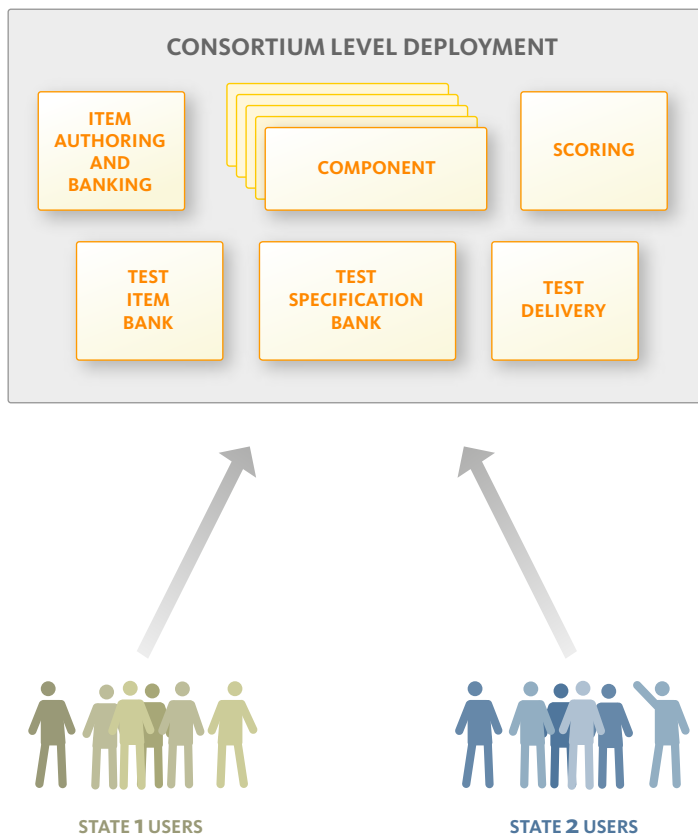 CONSORTIUM LEVEL DEPLOYMENT
ITEM
AUTHORING
AND
BANKING
COMPONENT
SCORING
TEST
ITEM
BANK
TEST
SPECIFICATION
BANK
TEST
DELIVERY
STATE 1 USERS
STATE 2 USERS